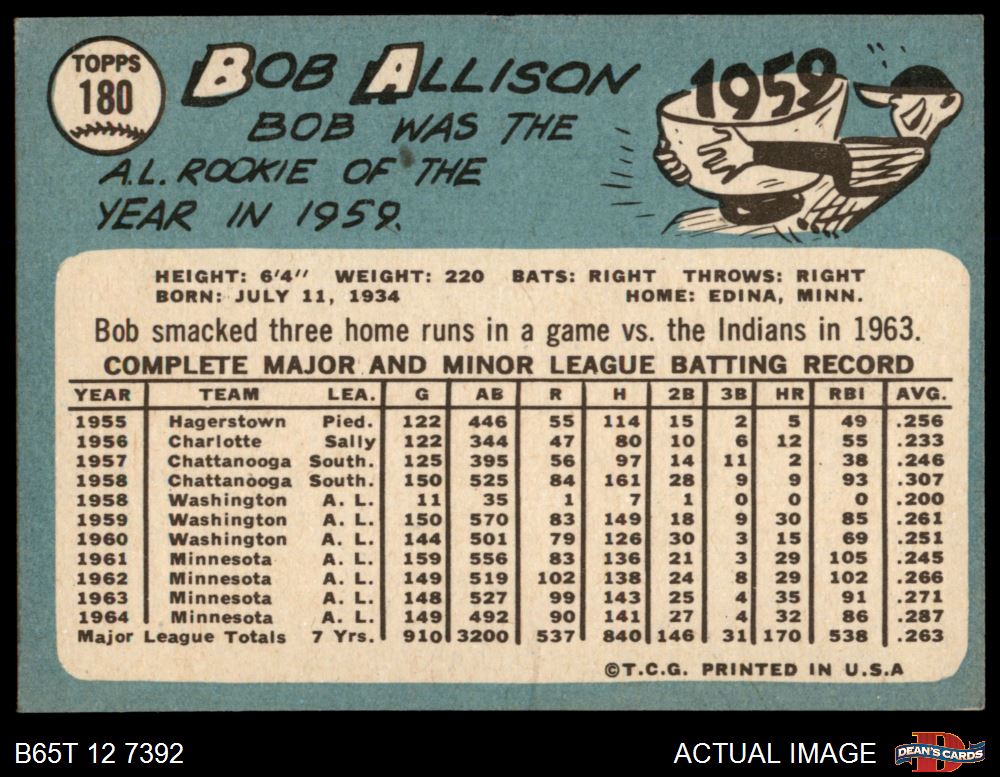 TOPPS
180
BOB ALLISON
1959
BOB WAS THE
A.L. ROOKIE OF THE
YEAR IN 1959.
HEIGHT: 6'4" WEIGHT: 220 BATS: RIGHT THROWS: RIGHT
BORN: JULY 11, 1934 HOME: EDINA, MINN.
Bob smacked three home runs in a game vs. the Indians in 1963.
COMPLETE MAJOR AND MINOR LEAGUE BATTING RECORD
YEAR TEAM LEA. G AB R H 2B 3B HR RBI AVG.
1955 Hagerstown Pied. 122 446 55 114 15 2 5 49 .256
1956 Charlotte Sally 122 344 47 80 10 6 12 55 .233
1957 Chattanooga South. 125 395 56 97 14 11 2 38 .246
1958 Chattanooga South. 150 525 84 161 28 9 9 93 .307
1958 Washington A. L. 11 35 1 7 1 0 0 0 .200
1959 Washington A. L. 150 570 83 149 18 9 30 85 .261
1960 Washington A. L. 144 501 79 126 30 3 15 69 .251
1961 Minnesota A. L. 159 556 83 136 21 3 29 105 .245
1962 Minnesota A. L. 149 519 102 138 24 8 29 102 .266
1963 Minnesota A. L. 148 527 99 143 25 4 35 91 .271
1964 Minnesota A. L. 149 492 90 141 27 4 32 86 .287
Major League Totals 7 Yrs. 910 3200 537 840 146 31 170 538 .263
©T.C.G. PRINTED IN U.S.A
B65T 12 7392 ACTUAL IMAGE DEAN'S CARDS